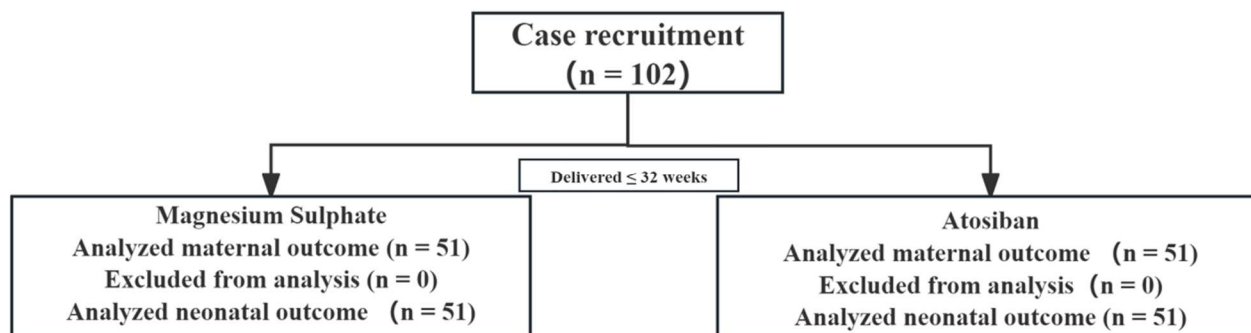 Case recruitment
(n = 102)
Delivered ≤ 32 weeks
Magnesium Sulphate
Analyzed maternal outcome (n = 51)
Excluded from analysis (n = 0)
Analyzed neonatal outcome (n = 51)
Atosiban
Analyzed maternal outcome (n = 51)
Excluded from analysis (n = 0)
Analyzed neonatal outcome (n = 51)